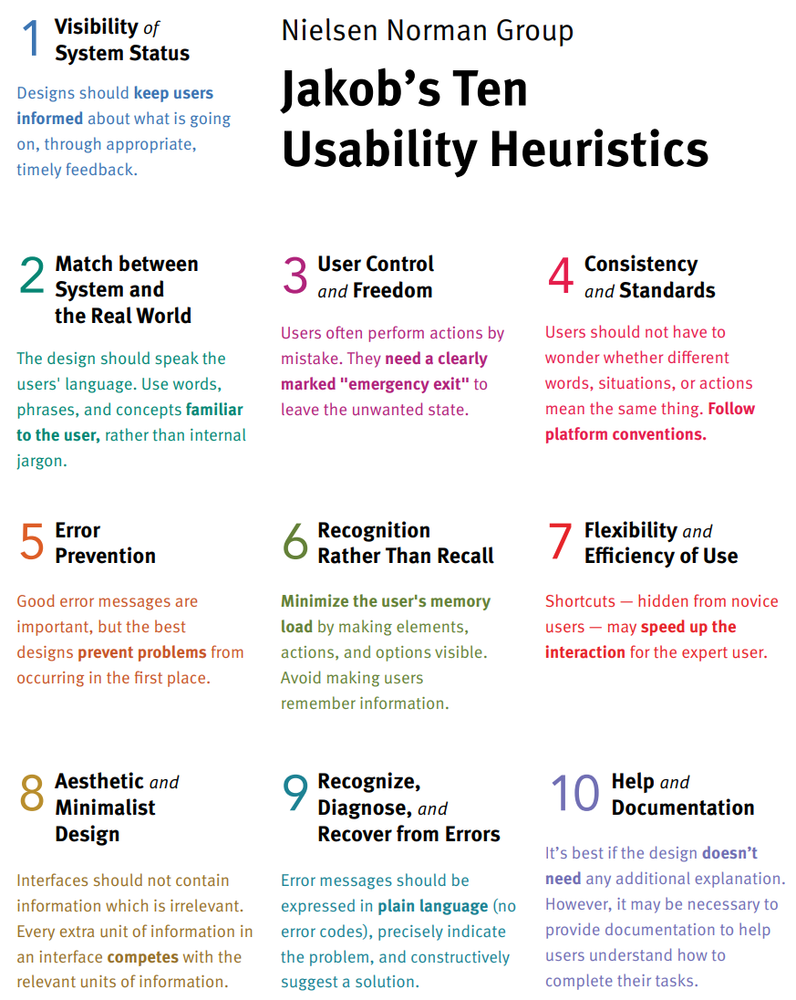 1 Visibility of
System Status
Designs should keep users
informed about what is going
on, through appropriate,
timely feedback.
Nielsen Norman Group
Jakob’s Ten
Usability Heuristics
2 Match between
System and
the Real World
The design should speak the
users' language. Use words,
phrases, and concepts familiar
to the user, rather than internal
jargon.
3 User Control
and Freedom
Users often perform actions by
mistake. They need a clearly
marked "emergency exit" to
leave the unwanted state.
4 Consistency
and Standards
Users should not have to
wonder whether different
words, situations, or actions
mean the same thing. Follow
platform conventions.
5 Error
Prevention
Good error messages are
important, but the best
designs prevent problems from
occurring in the first place.
6 Recognition
Rather Than Recall
Minimize the user's memory
load by making elements,
actions, and options visible.
Avoid making users
remember information.
7 Flexibility and
Efficiency of Use
Shortcuts — hidden from novice
users — may speed up the
interaction for the expert user.
8 Aesthetic and
Minimalist
Design
Interfaces should not contain
information which is irrelevant.
Every extra unit of information in
an interface competes with the
relevant units of information.
9 Recognize,
Diagnose, and
Recover from Errors
Error messages should be
expressed in plain language (no
error codes), precisely indicate
the problem, and constructively
suggest a solution.
10 Help and
Documentation
It’s best if the design doesn’t
need any additional explanation.
However, it may be necessary to
provide documentation to help
users understand how to
complete their tasks.